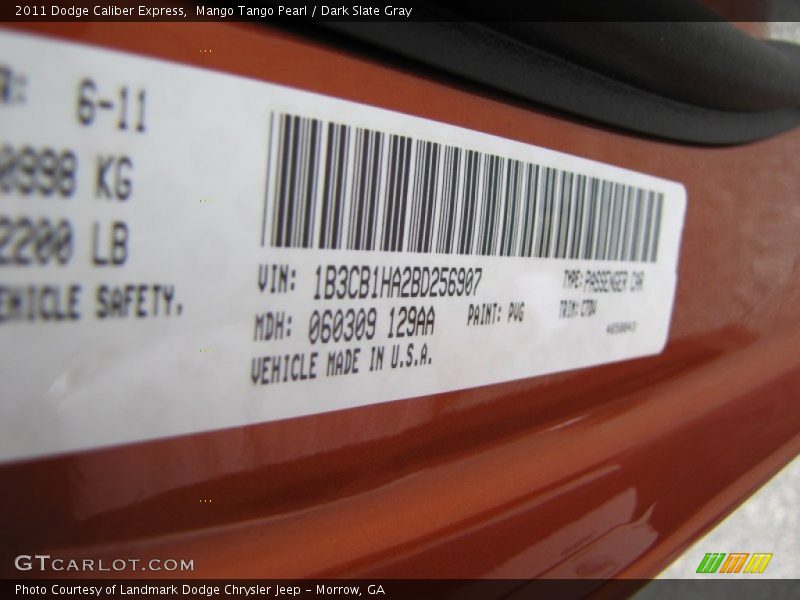 2011 Dodge Caliber Express, Mango Tango Pearl / Dark Slate Gray
R: 6-11
0998 KG
2200 LB
EHICLE SAFETY.
VIN: 1B3CB1HA2BD256907
TYPE: PASSENGER CAR
MDH: 060309 129AA
PAINT: PVG
TRIM:
VEHICLE MADE IN U.S.A.
GTCARLOT.COM
Photo Courtesy of Landmark Dodge Chrysler Jeep - Morrow, GA